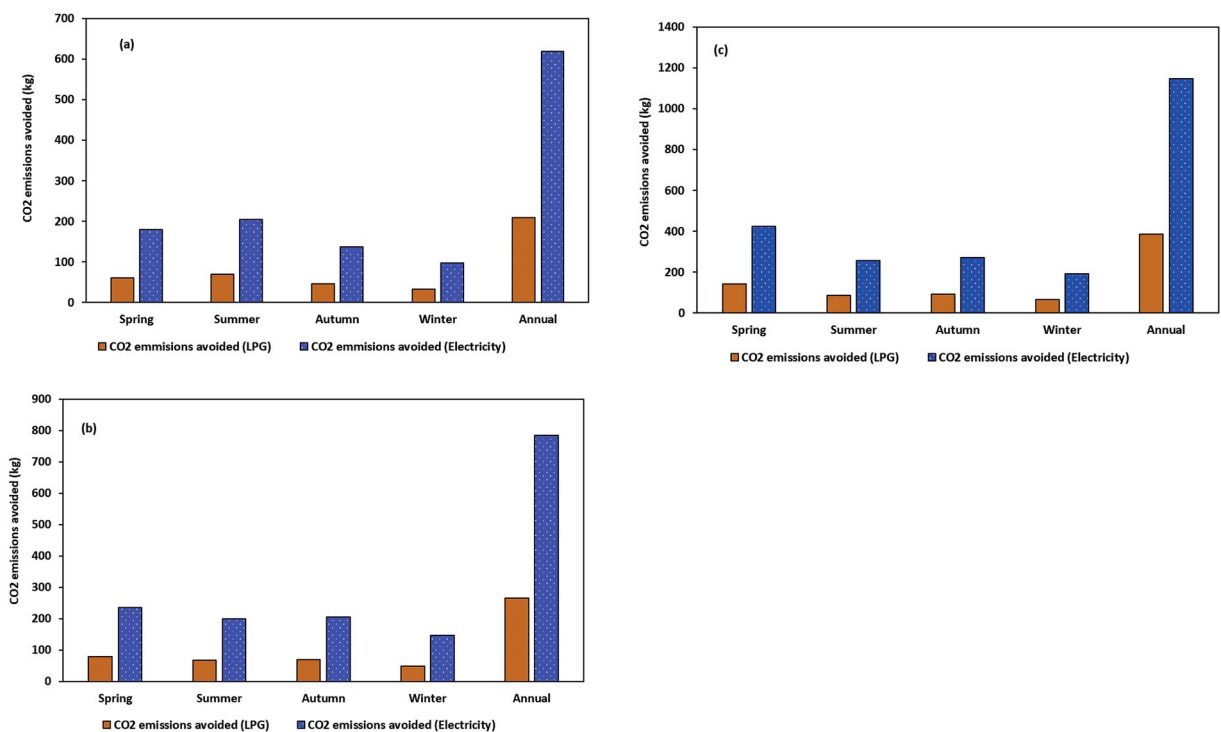 CO2 emissions avoided (kg)
(a)
700
600
500
400
300
200
100
0
Spring Summer Autumn Winter Annual
CO2 emmisions avoided (LPG) CO2 emmisions avoided (Electricity)
CO2 emissions avoided (kg)
(c)
1400
1200
1000
800
600
400
200
0
Spring Summer Autumn Winter Annual
CO2 emissions avoided (LPG) CO2 emissions avoided (Electricity)
CO2 emissions avoided (kg)
(b)
900
800
700
600
500
400
300
200
100
0
Spring Summer Autumn Winter Annual
CO2 emissions avoided (LPG) CO2 emissions avoided (Electricity)